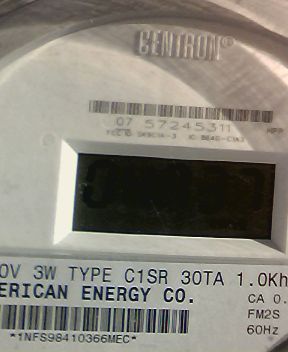 CENTRON®
07 57245311
0V 3W TYPE C1SR 30TA 1.0Kh
ERICAN ENERGY CO.
CA 0.
FM2S
*1NFS98410366MEC*
60Hz